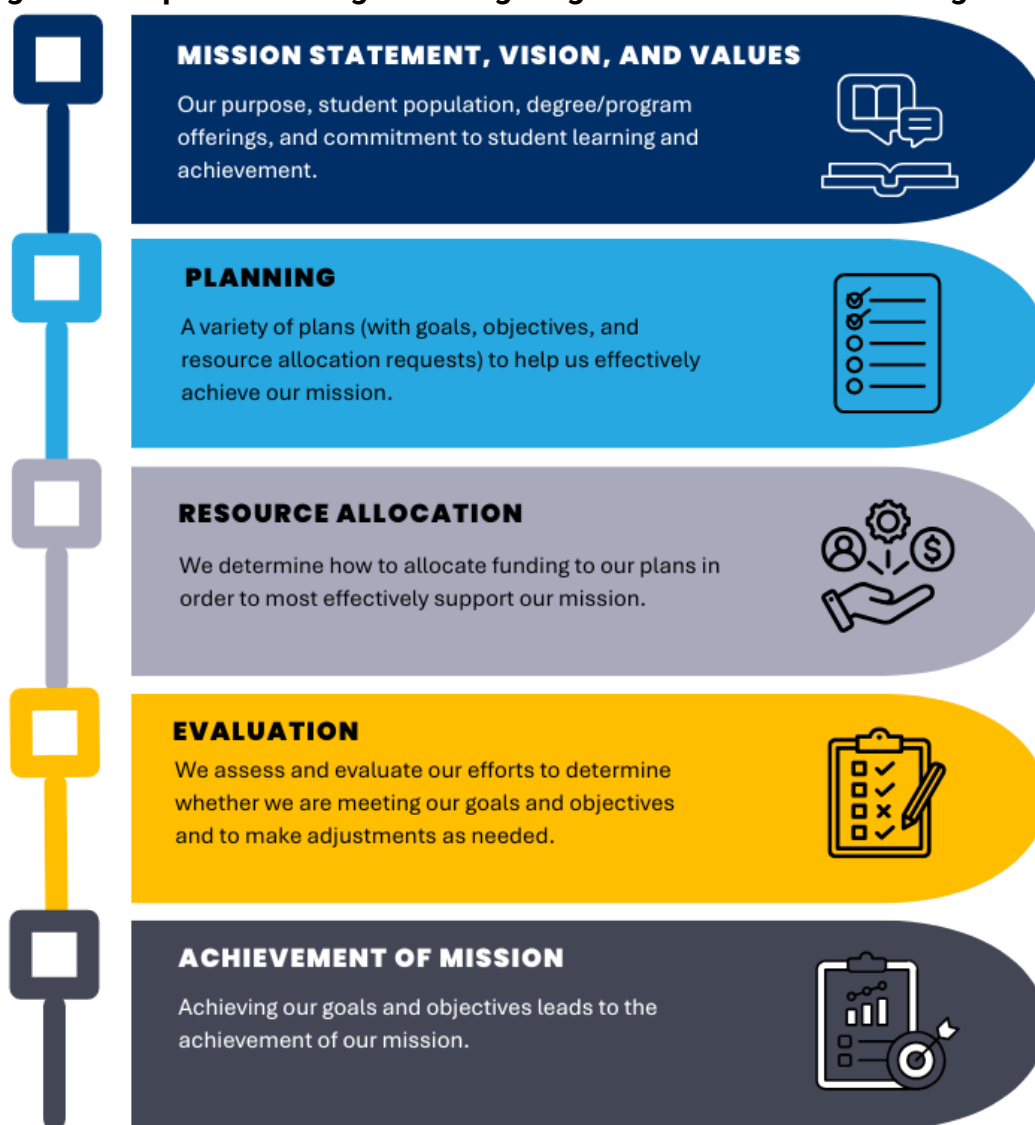 MISSION STATEMENT, VISION, AND VALUES
Our purpose, student population, degree/program
offerings, and commitment to student learning and
achievement.
PLANNING
A variety of plans (with goals, objectives, and
resource allocation requests) to help us effectively
achieve our mission.
RESOURCE ALLOCATION
We determine how to allocate funding to our plans in
order to most effectively support our mission.
EVALUATION
We assess and evaluate our efforts to determine
whether we are meeting our goals and objectives
and to make adjustments as needed.
ACHIEVEMENT OF MISSION
Achieving our goals and objectives leads to the
achievement of our mission.